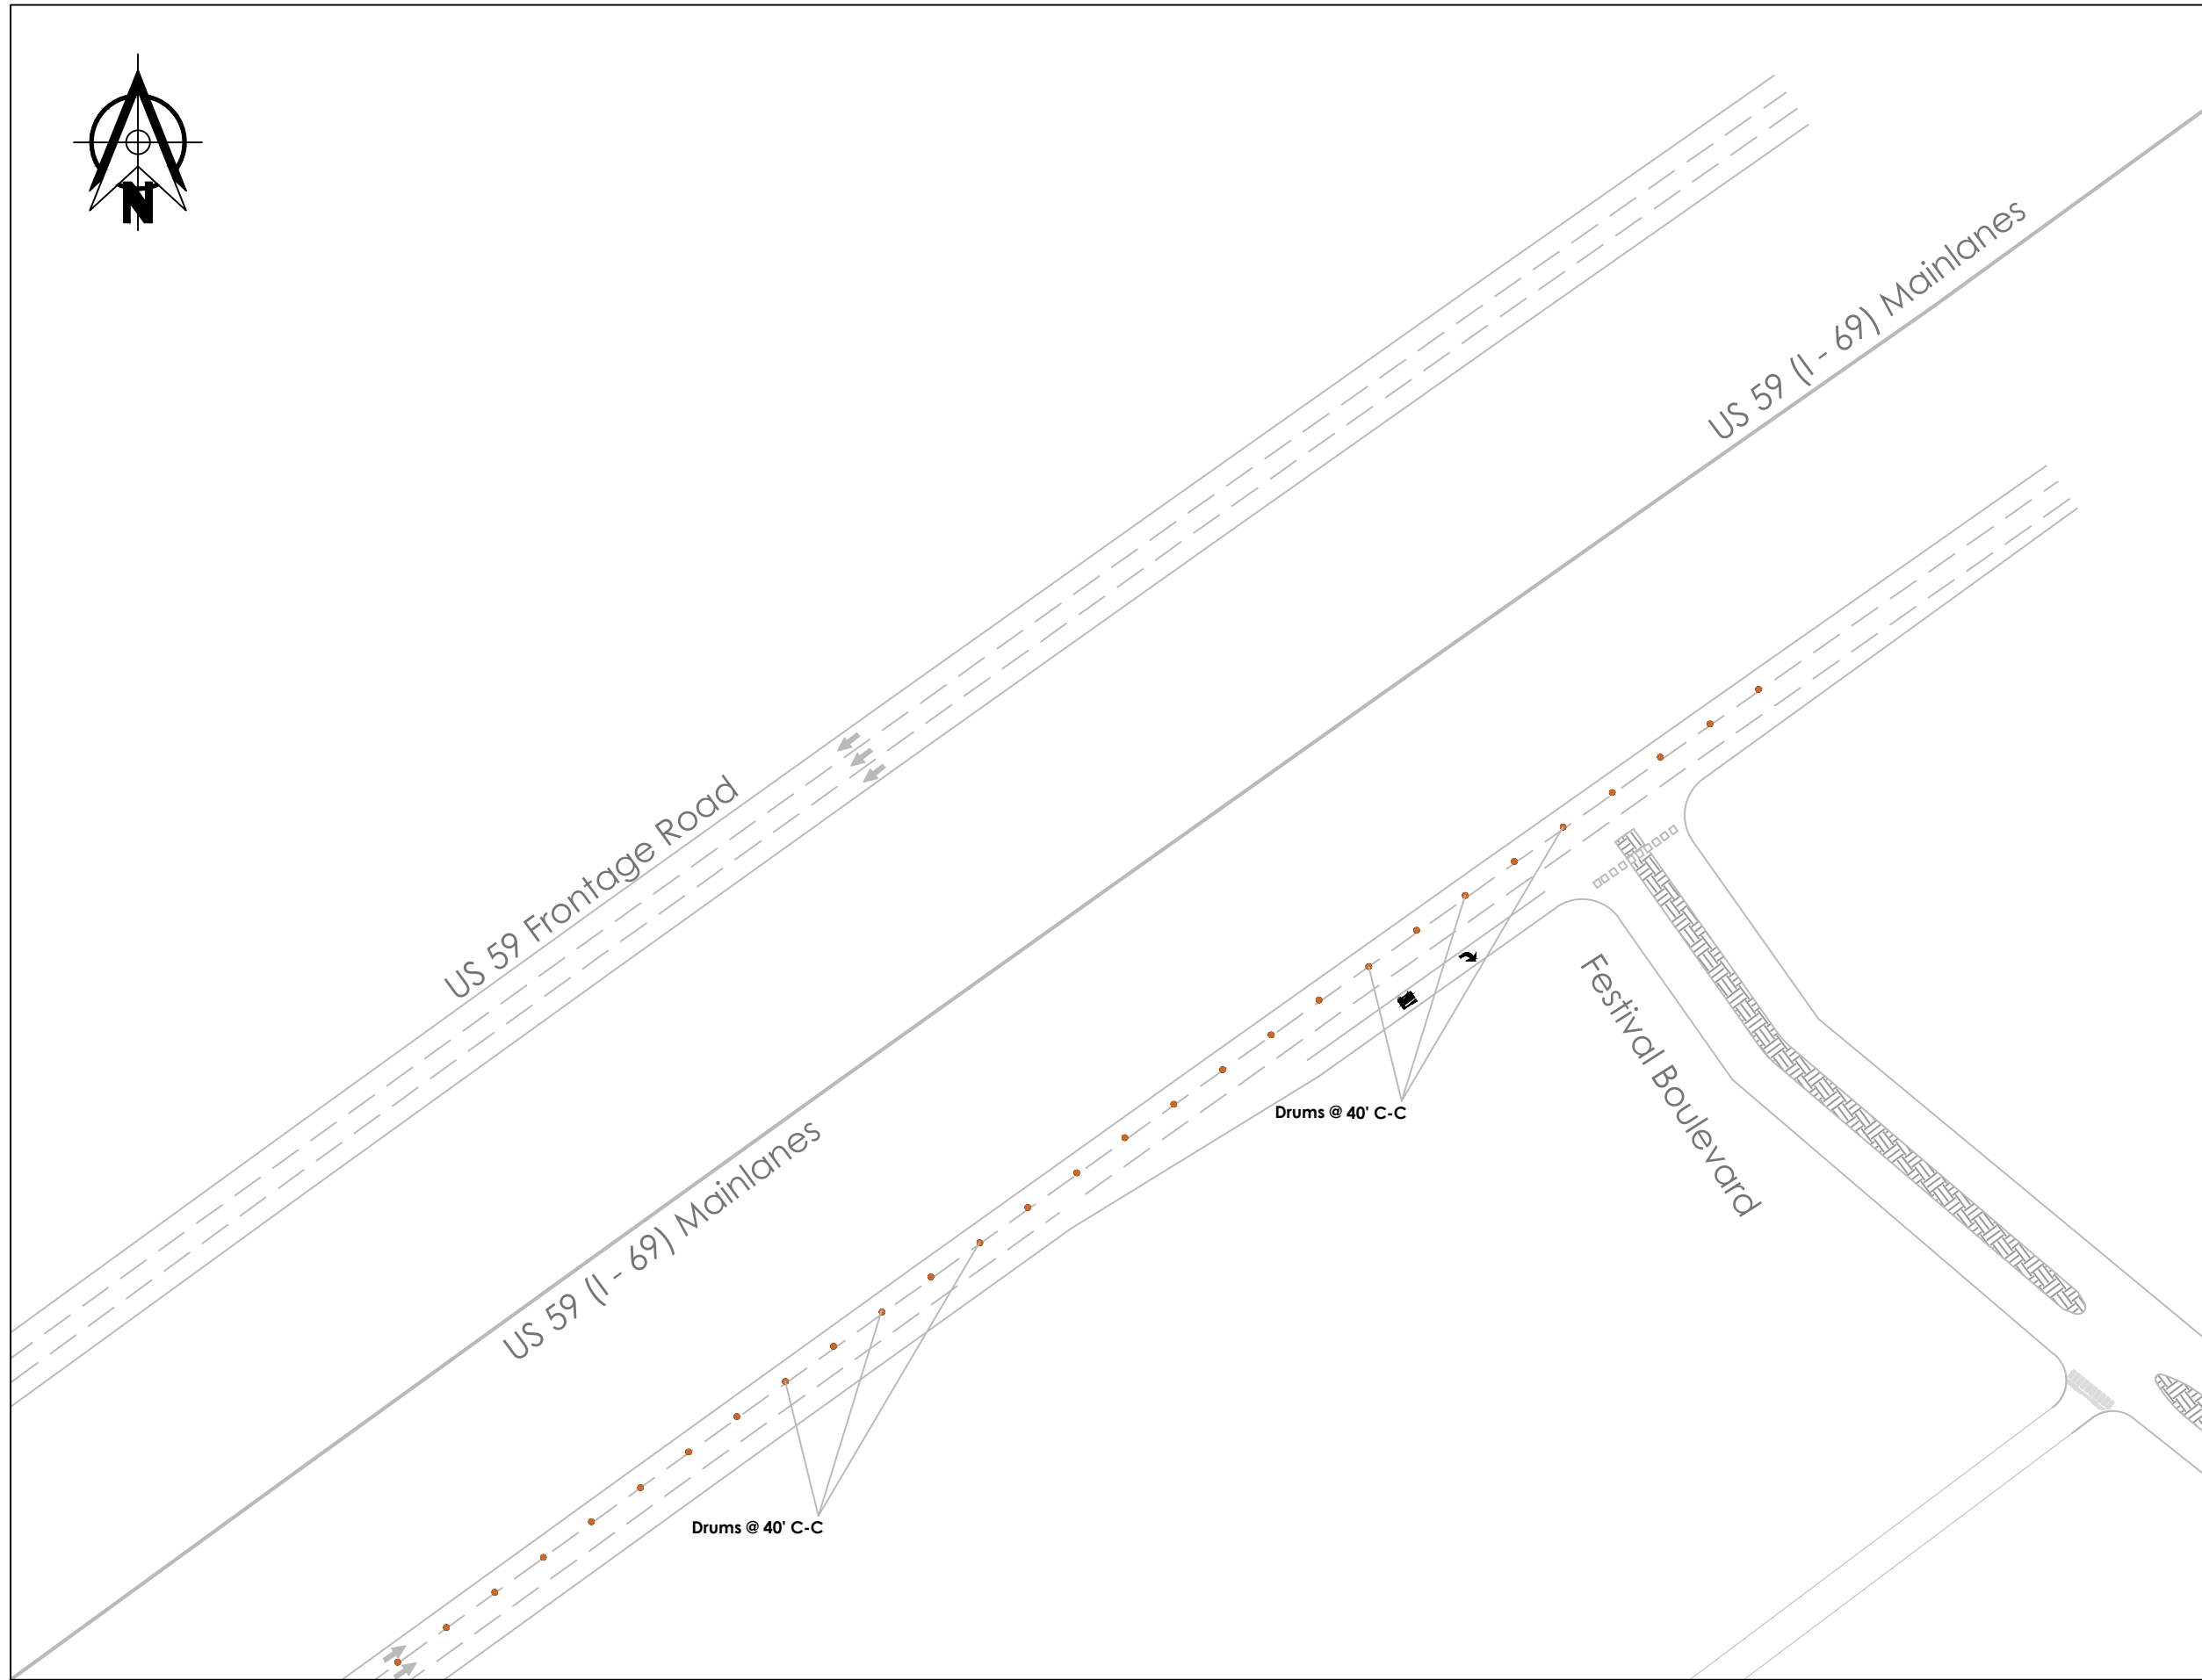 N
US 59 (I - 69) Mainlanes
US 59 Frontage Road
Festival Boulevard
Drums @ 40' C-C
US 59 (I - 69) Mainlanes
Drums @ 40' C-C